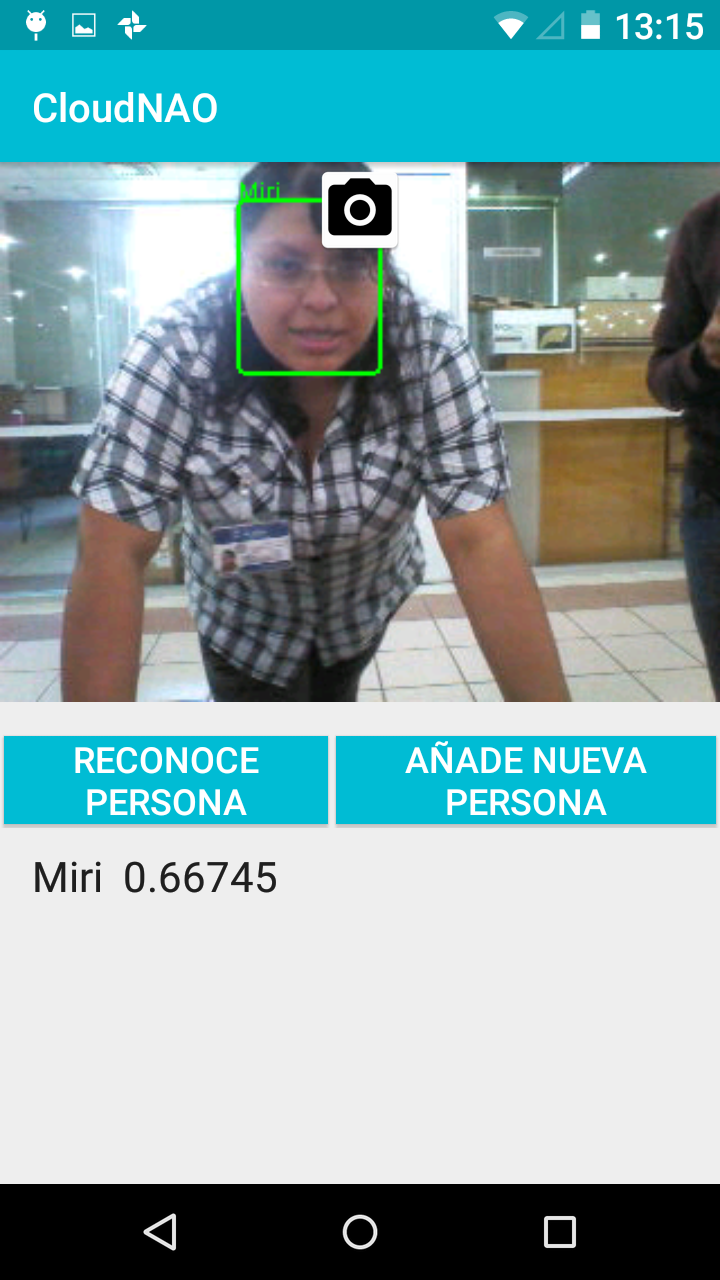 13:15
CloudNAO
Miri
RECONOCE
PERSONA
AÑADE NUEVA
PERSONA
Miri 0.66745